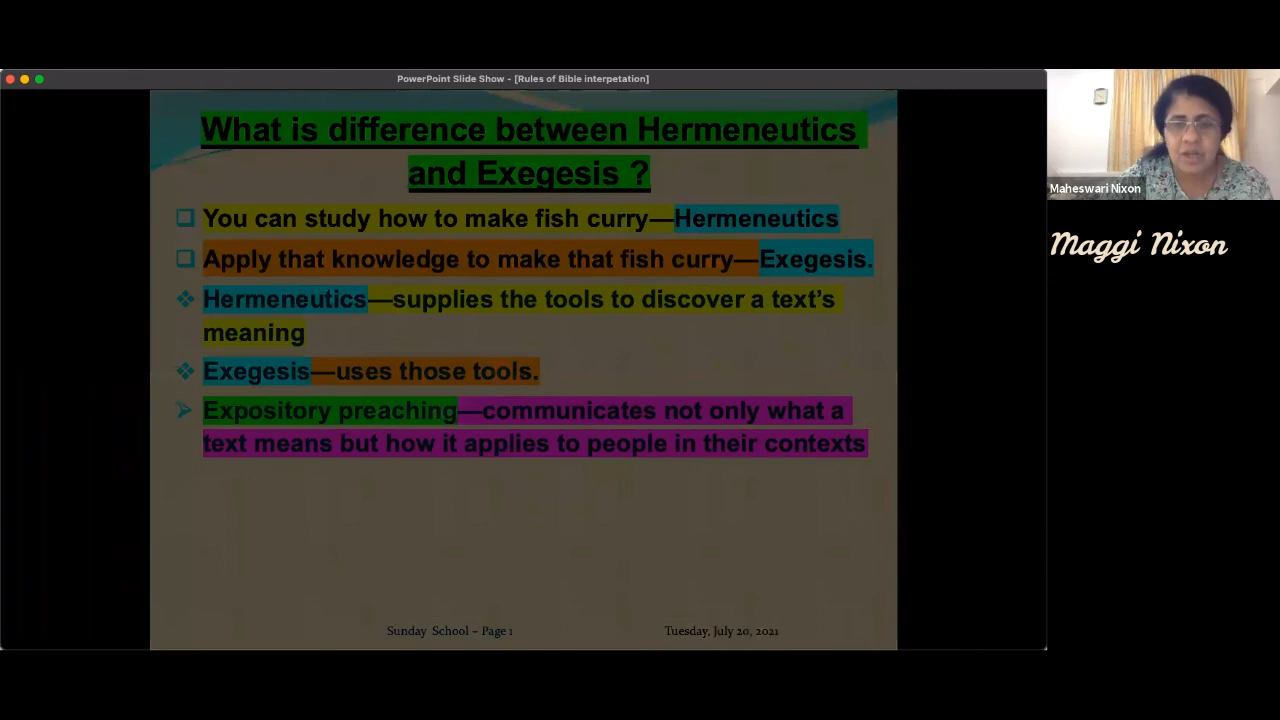 PowerPoint Slide Show - [Rules of Bible interpetation]
What is difference between Hermeneutics
and Exegesis ?
You can study how to make fish curry—Hermeneutics
Apply that knowledge to make that fish curry—Exegesis.
Hermeneutics—supplies the tools to discover a text’s
meaning
Exegesis—uses those tools.
Expository preaching—communicates not only what a
text means but how it applies to people in their contexts
Sunday School – Page 1
Tuesday, July 20, 2021
Maheswari Nixon
Maggi Nixon